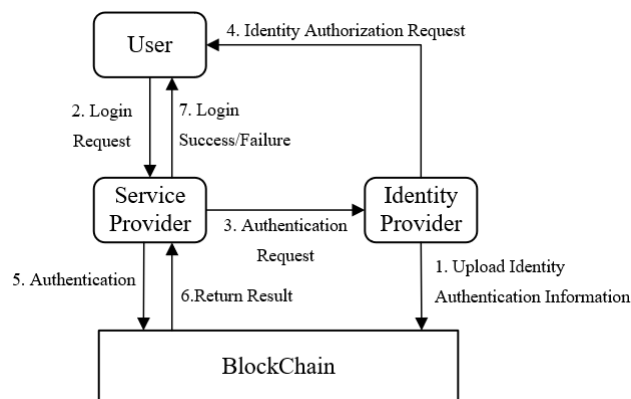 4. Identity Authorization Request
User
2. Login
Request
7. Login
Success/Failure
Service
Provider
Identity
Provider
3. Authentication
Request
5. Authentication
6.Return Result
1. Upload Identity
Authentication Information
BlockChain